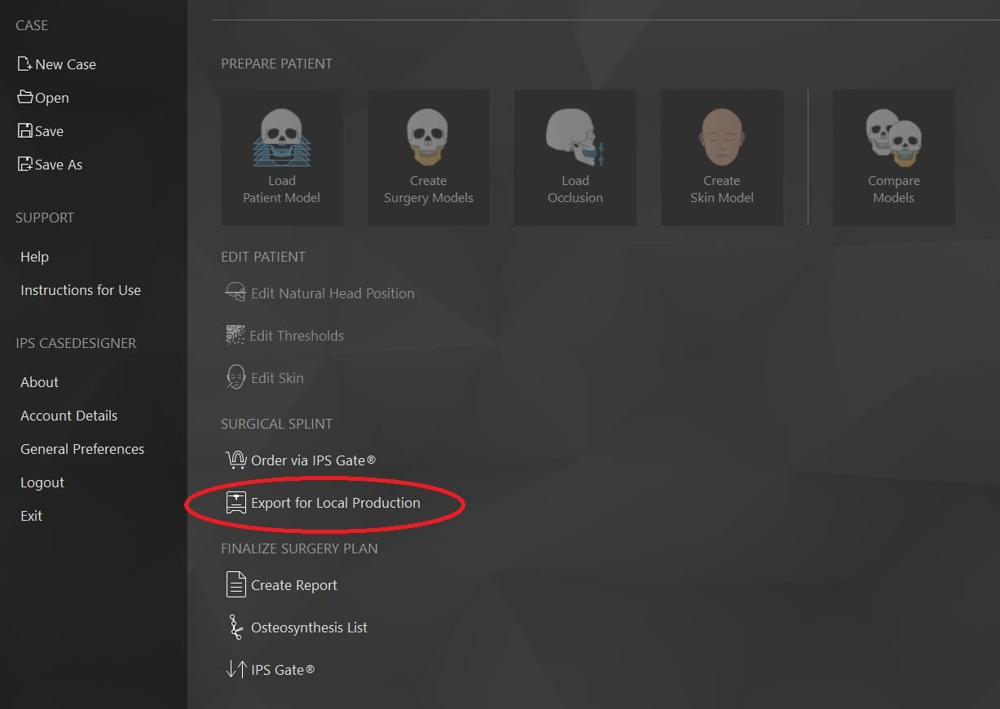 CASE
New Case
Open
Save
Save As
SUPPORT
Help
Instructions for Use
IPS CASEDESIGNER
About
Account Details
General Preferences
Logout
Exit
PREPARE PATIENT
Load
Patient Model
Create
Surgery Models
Load
Occlusion
Create
Skin Model
Compare
Models
EDIT PATIENT
Edit Natural Head Position
Edit Thresholds
Edit Skin
SURGICAL SPLINT
Order via IPS Gate®
Export for Local Production
FINALIZE SURGERY PLAN
Create Report
Osteosynthesis List
IPS Gate®